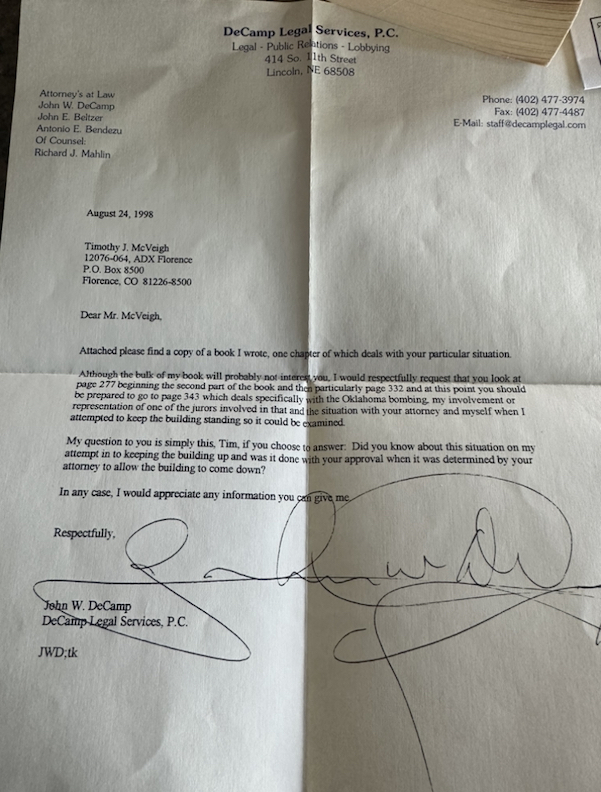 DeCamp Legal Services, P.C.
Legal - Public Relations - Lobbying
414 So. 11th Street
Lincoln, NE 68508
Attorney's at Law
John W. DeCamp
John E. Beltzer
Antonio E. Bendezu
Of Counsel:
Richard J. Mahlin
Phone: (402) 477-3974
Fax: (402) 477-4487
E-Mail: staff@decamplegal.com
August 24, 1998
Timothy J. McVeigh
12076-064, ADX Florence
P.O. Box 8500
Florence, CO 81226-8500
Dear Mr. McVeigh,
Attached please find a copy of a book I wrote, one chapter of which deals with your particular situation.
Although the bulk of my book will probably not interest you, I would respectfully request that you look at
page 277 beginning the second part of the book and then particularly page 332 and at this point you should
be prepared to go to page 343 which deals specifically with the Oklahoma bombing, my involvement or
representation of one of the jurors involved in that and the situation with your attorney and myself when I
attempted to keep the building standing so it could be examined.
My question to you is simply this, Tim, if you choose to answer: Did you know about this situation on my
attempt in to keeping the building up and was it done with your approval when it was determined by your
attorney to allow the building to come down?
In any case, I would appreciate any information you can give me.
Respectfully,
John W. DeCamp
DeCamp Legal Services, P.C.
JWD;tk